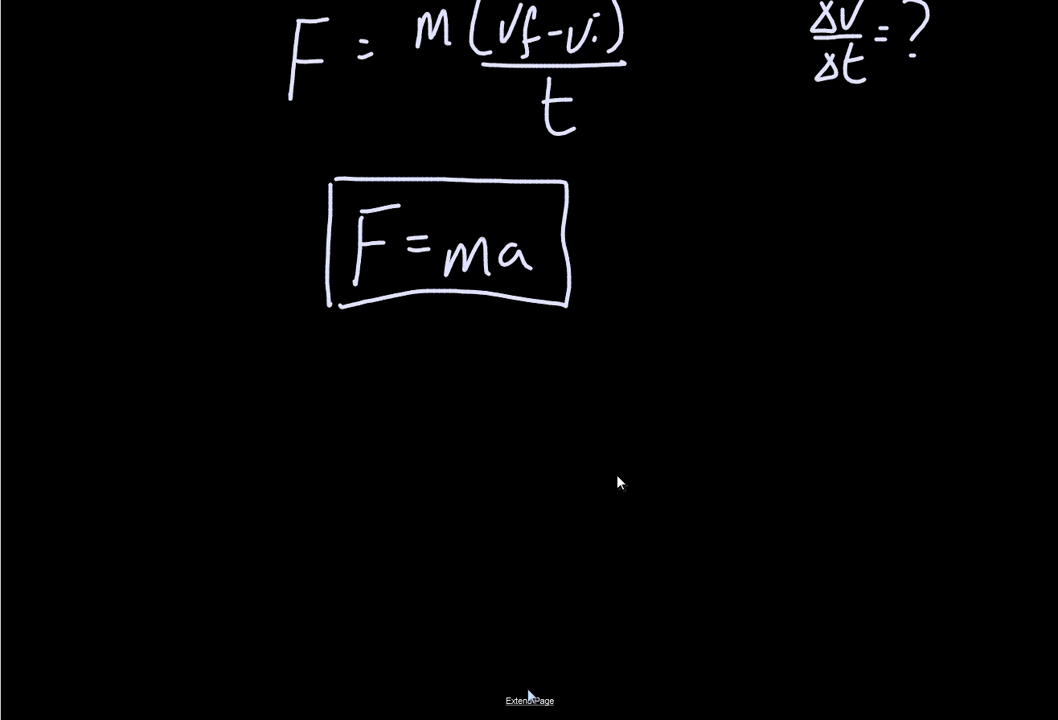 F = m(vf-vi)/t
Δv/Δt = ?
F = ma
Extend Page